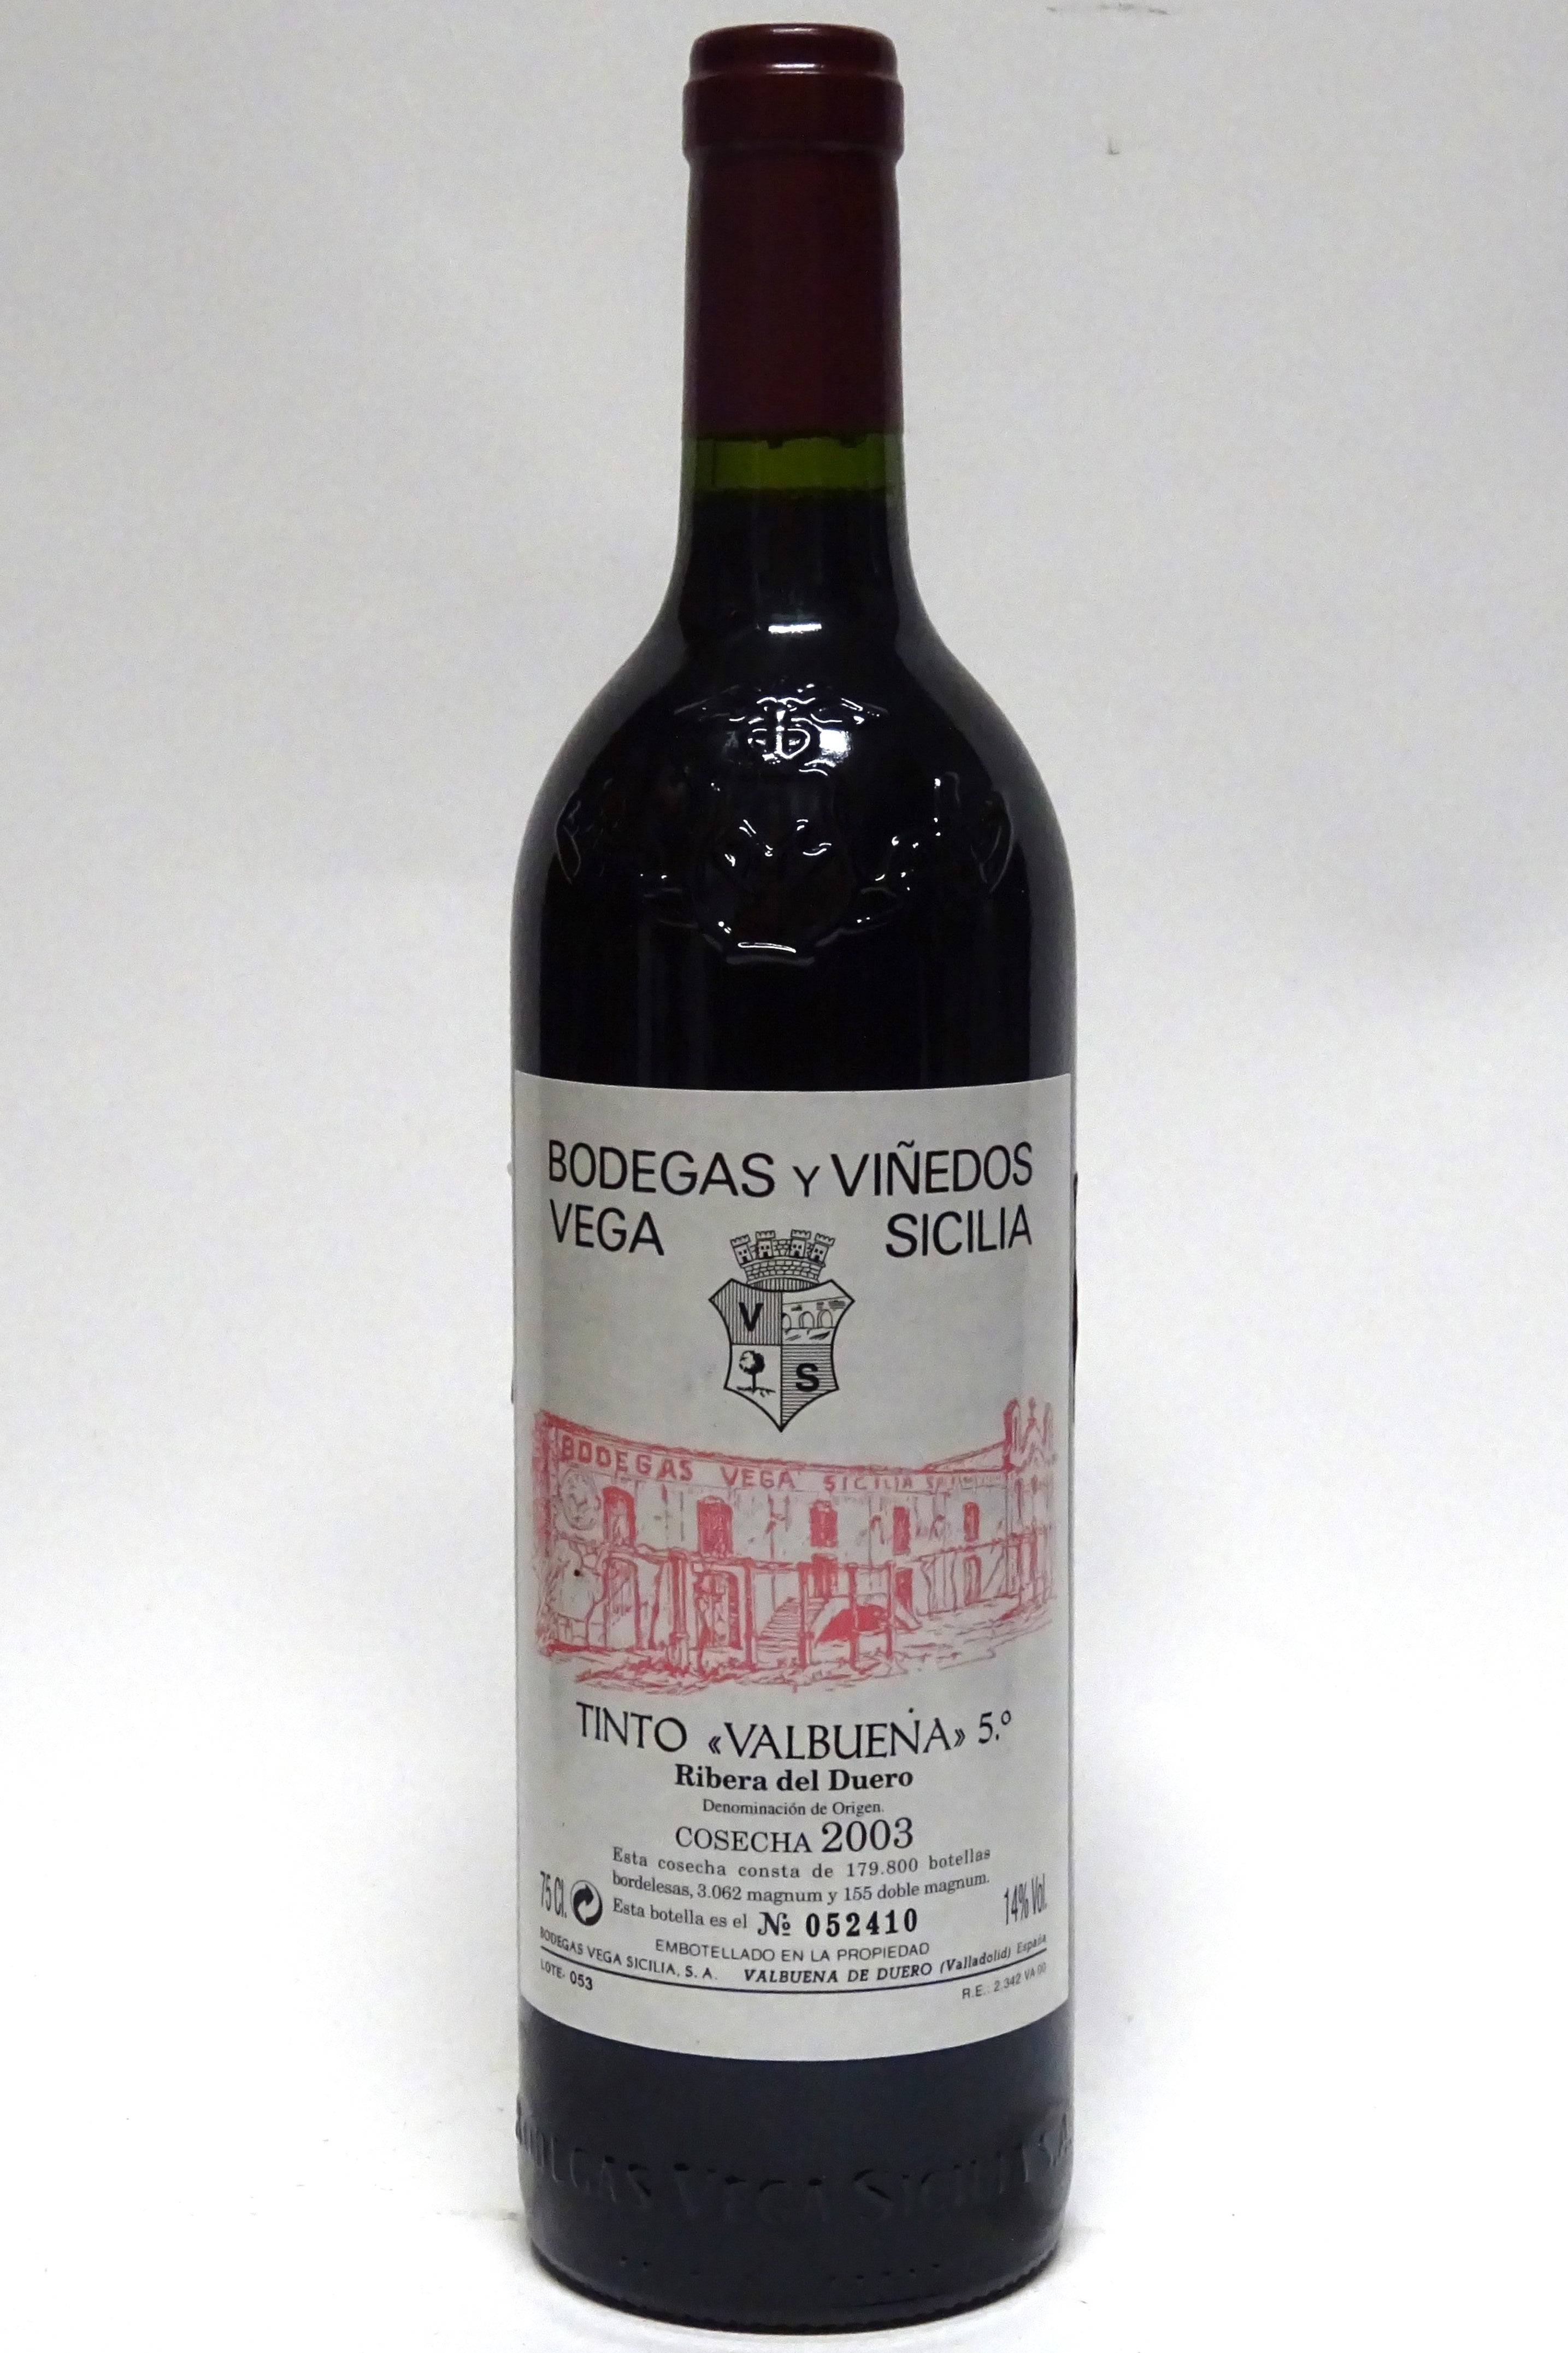 BODEGAS Y VIÑEDOS
VEGA SICILIA
V
S
BODEGAS VEGA SICILIA
TINTO «VALBUENA» 5.º
Ribera del Duero
Denominación de Origen.
COSECHA 2003
Esta cosecha consta de 179.800 botellas
bordelesas, 3.062 magnum y 155 doble magnum.
75 Cl.
14% Vol.
Esta botella es el № 052410
EMBOTELLADO EN LA PROPIEDAD
BODEGAS VEGA SICILIA, S. A. VALBUENA DE DUERO (Valladolid) España
LOTE: 053
R.E.: 2.342 VA 00
BODEGAS VEGA SICILIA S.A.